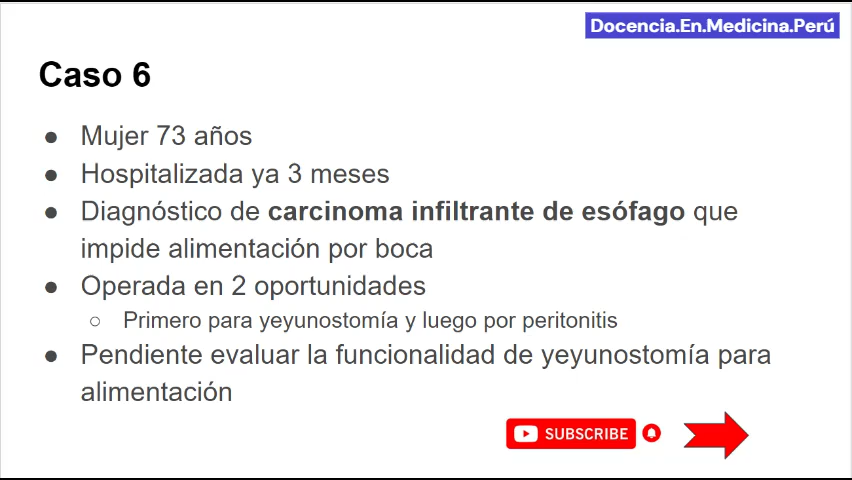 Docencia.En.Medicina.Perú
Caso 6
● Mujer 73 años
● Hospitalizada ya 3 meses
● Diagnóstico de carcinoma infiltrante de esófago que
impide alimentación por boca
● Operada en 2 oportunidades
○ Primero para yeyunostomía y luego por peritonitis
● Pendiente evaluar la funcionalidad de yeyunostomía para
alimentación
SUBSCRIBE